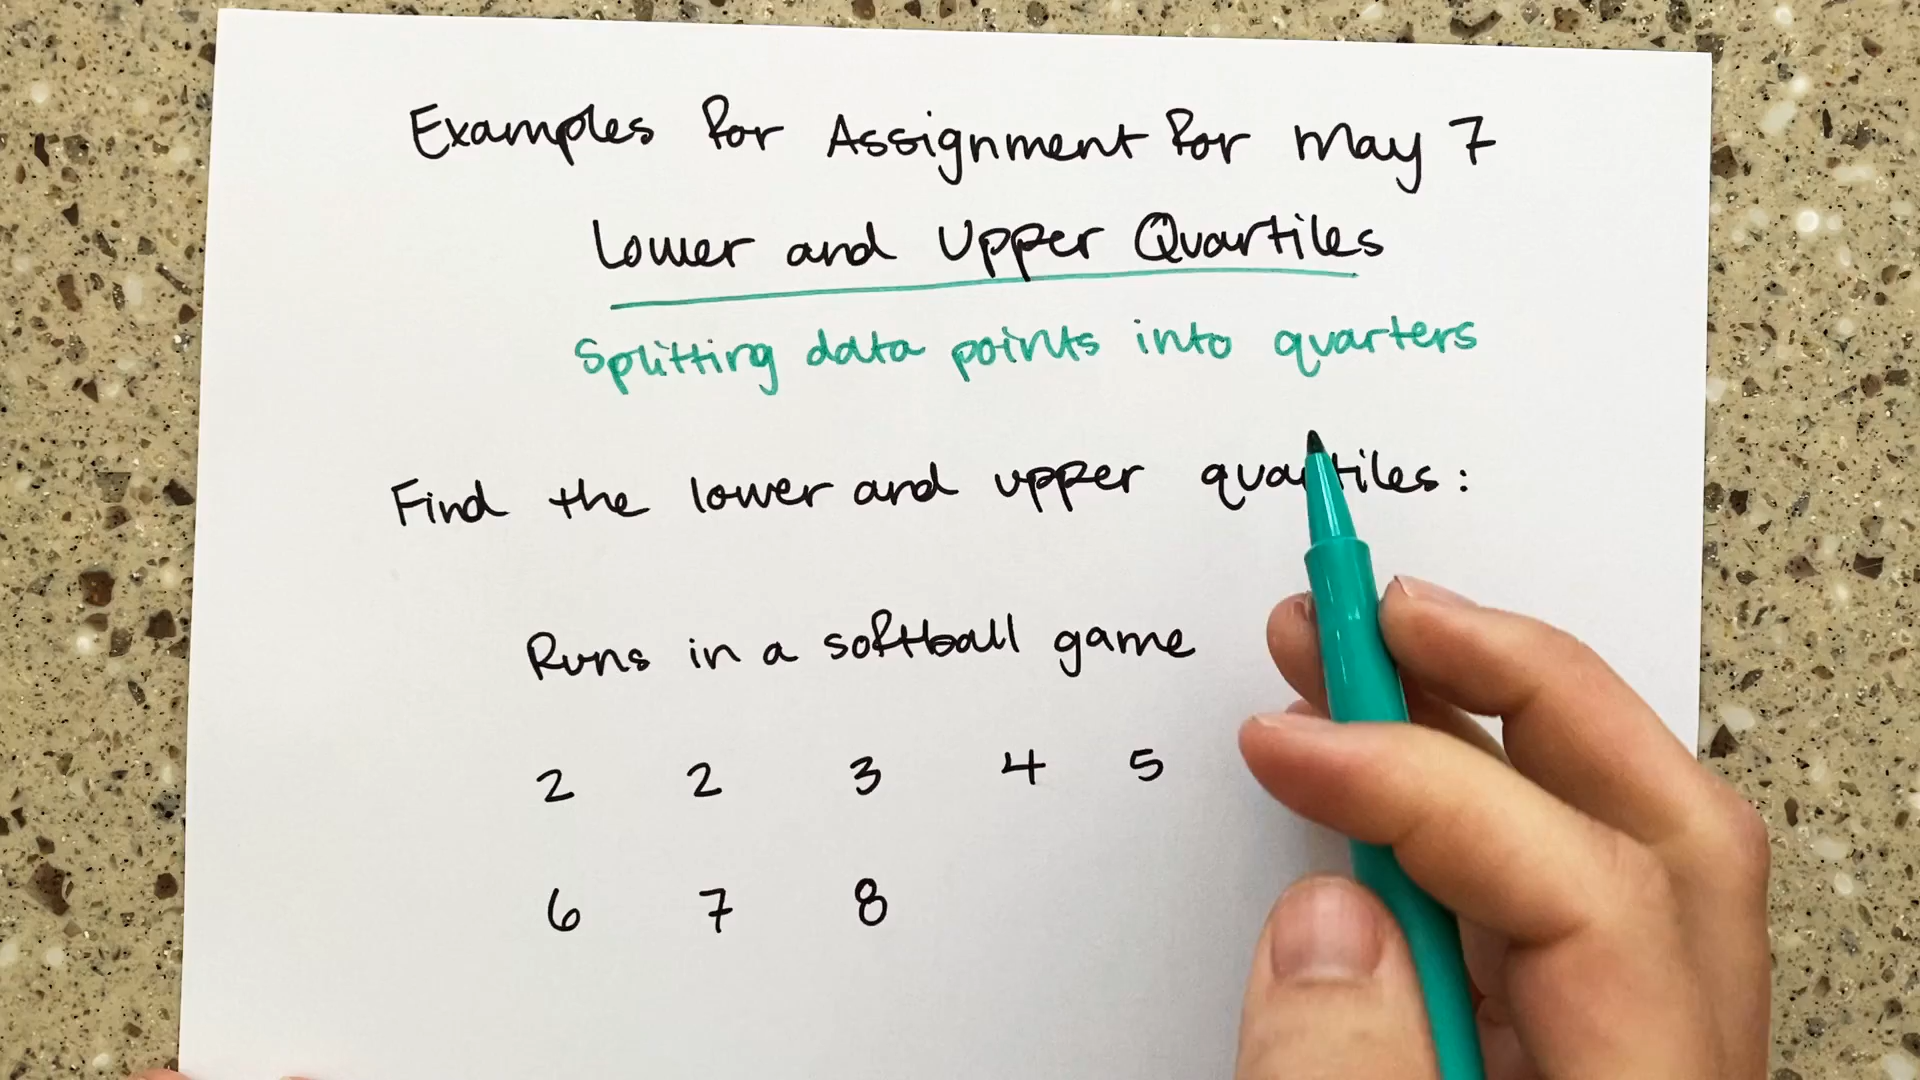 Examples for Assignment for May 7
Lower and Upper Quartiles
Splitting data points into quarters
Find the lower and upper quartiles:
Runs in a softball game
2 2 3 4 5
6 7 8